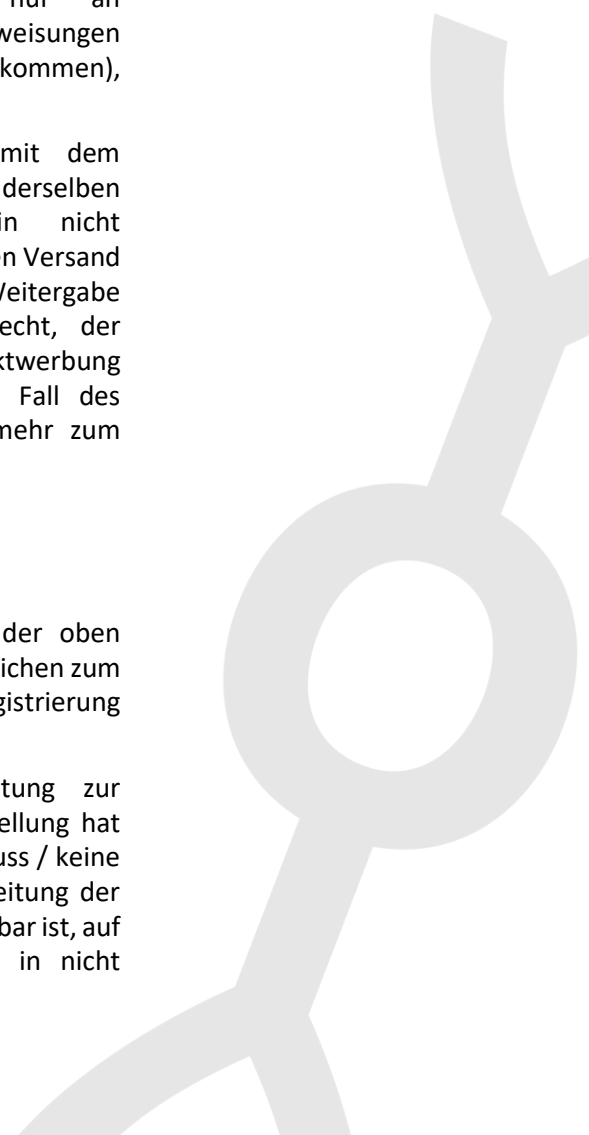 nur an
weisungen
kommen),
mit dem
derselben
in nicht
en Versand
Weitergabe
echt, der
ktwerbung
Fall des
mehr zum
der oben
ichen zum
gistrierung
tung zur
ellung hat
uss / keine
eitung der
bar ist, auf
in nicht